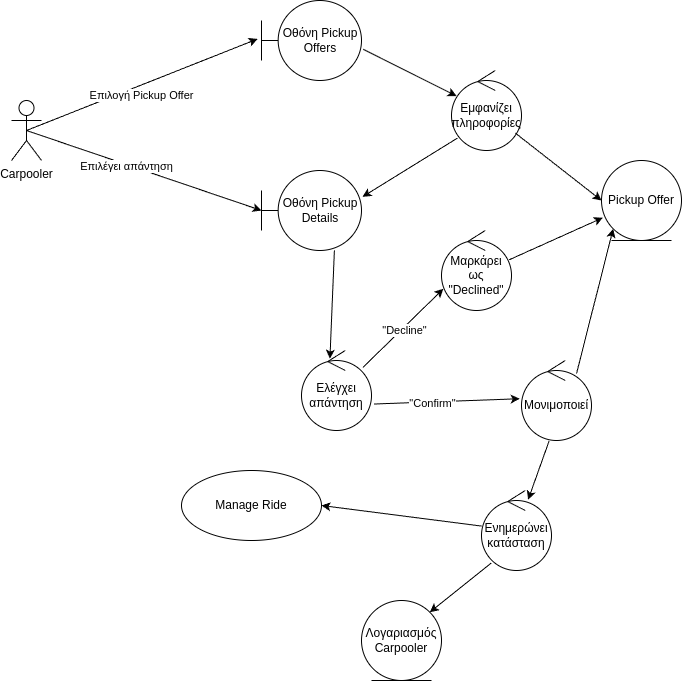 Οθόνη Pickup
Offers
Επιλογή Pickup Offer
Εμφανίζει
πληροφορίες
Carpooler
Επιλέγει απάντηση
Οθόνη Pickup
Details
Pickup Offer
Μαρκάρει
ως
"Declined"
"Decline"
Ελέγχει
απάντηση
"Confirm"
Μονιμοποιεί
Manage Ride
Ενημερώνει
κατάσταση
Λογαριασμός
Carpooler